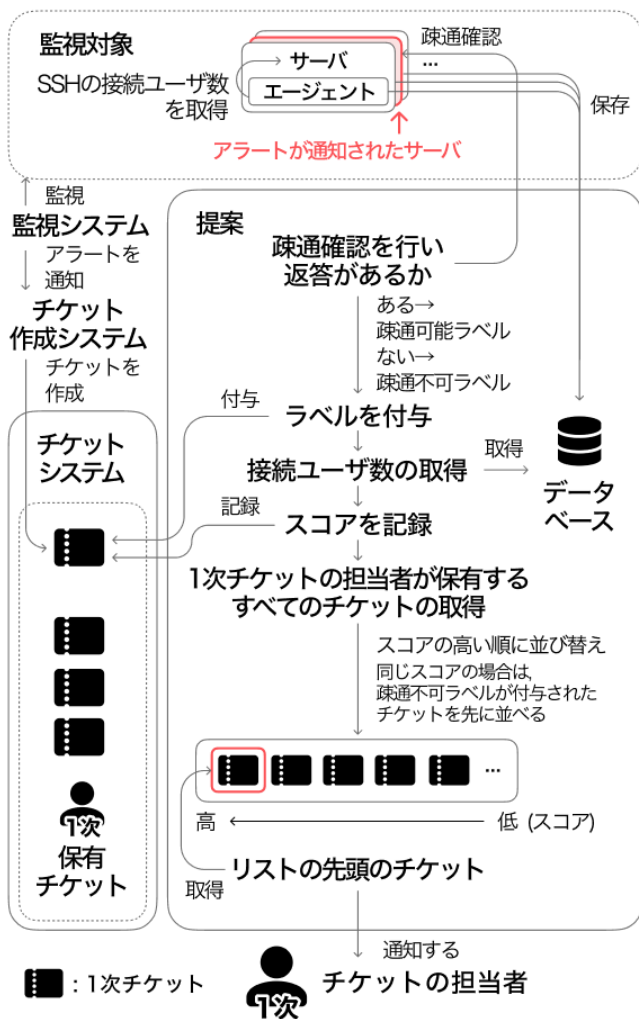 監視対象
サーバ
エージェント
SSHの接続ユーザ数
を取得
疎通確認
...
保存
アラートが通知されたサーバ
監視
監視システム
アラートを
通知
チケット
作成システム
チケットを
作成
提案
疎通確認を行い
返答があるか
ある→
疎通可能ラベル
ない→
疎通不可ラベル
付与
ラベルを付与
接続ユーザ数の取得
取得
データ
ベース
記録
スコアを記録
チケット
システム
1次チケットの担当者が保有する
すべてのチケットの取得
スコアの高い順に並び替え
同じスコアの場合は,
疎通不可ラベルが付与された
チケットを先に並べる
...
高
低 (スコア)
1次
保有
チケット
取得
リストの先頭のチケット
通知する
: 1次チケット
1次
チケットの担当者